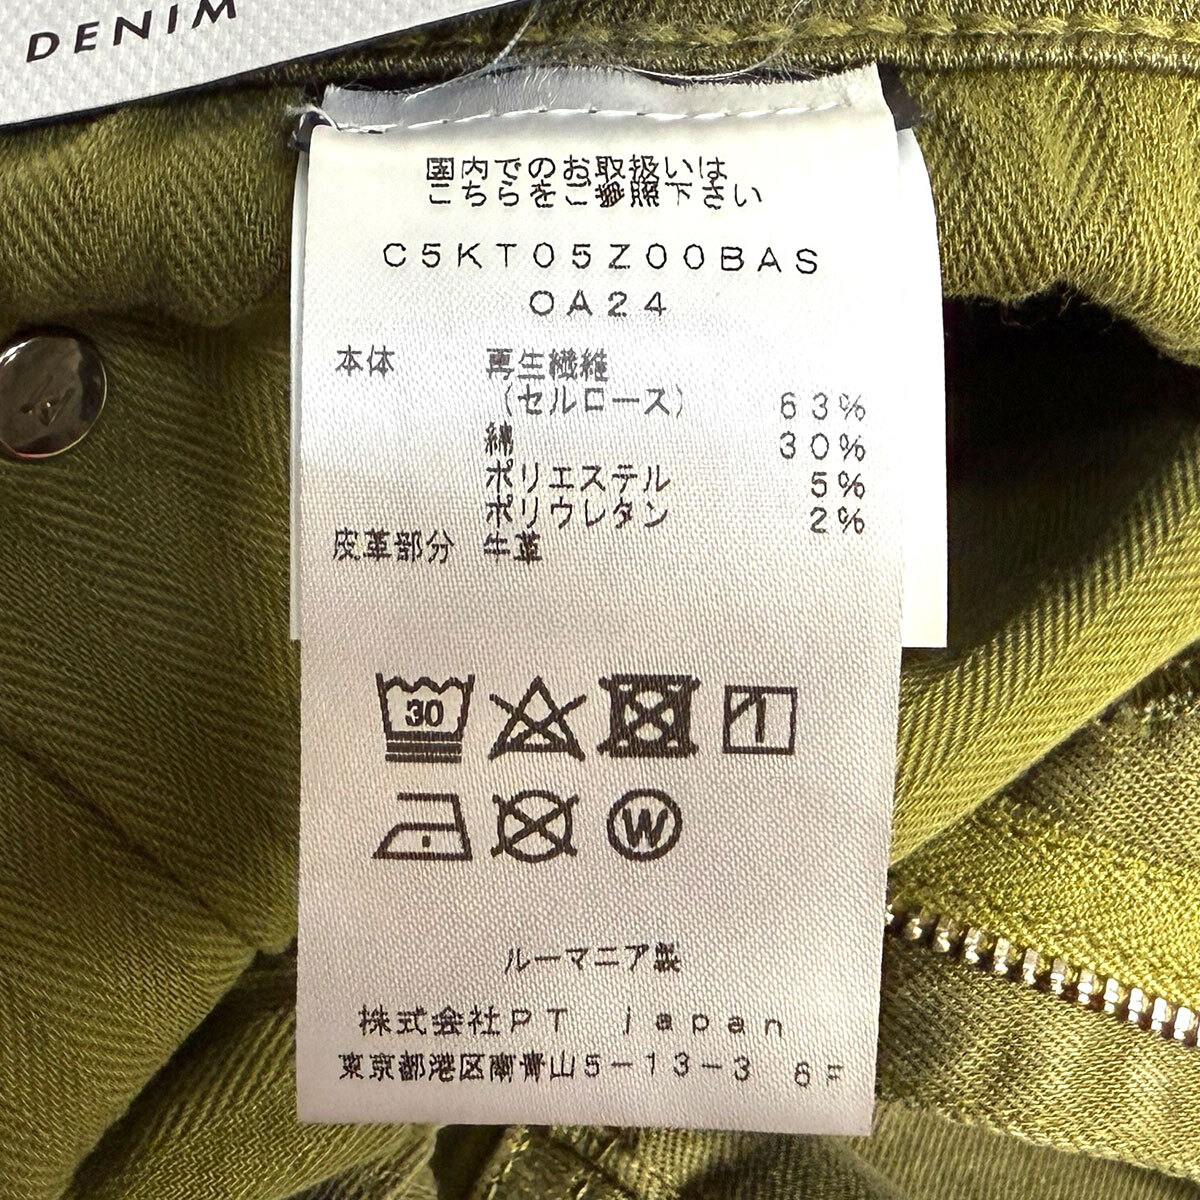 DENIM
国内でのお取扱いは
こちらをご参照下さい
C5KT05Z00BAS
0A24
本体 再生繊維
(セルロース) 63%
綿 30%
ポリエステル 5%
ポリウレタン 2%
皮革部分 牛革
30
W
ルーマニア製
株式会社PT japan
東京都港区南青山5-13-3 6F